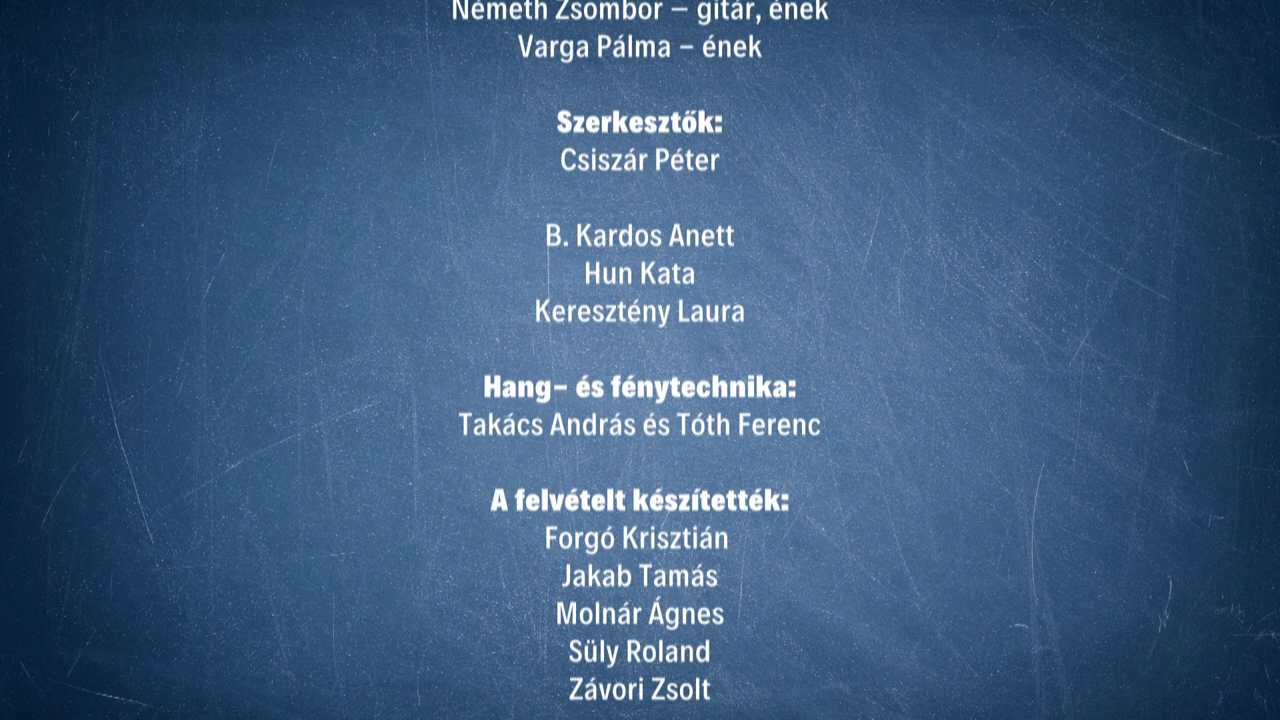 Németh Zsombor – gitár, ének
Varga Pálma – ének
Szerkesztők:
Csiszár Péter
B. Kardos Anett
Hun Kata
Keresztény Laura
Hang- és fénytechnika:
Takács András és Tóth Ferenc
A felvételt készítették:
Forgó Krisztián
Jakab Tamás
Molnár Ágnes
Süly Roland
Závori Zsolt